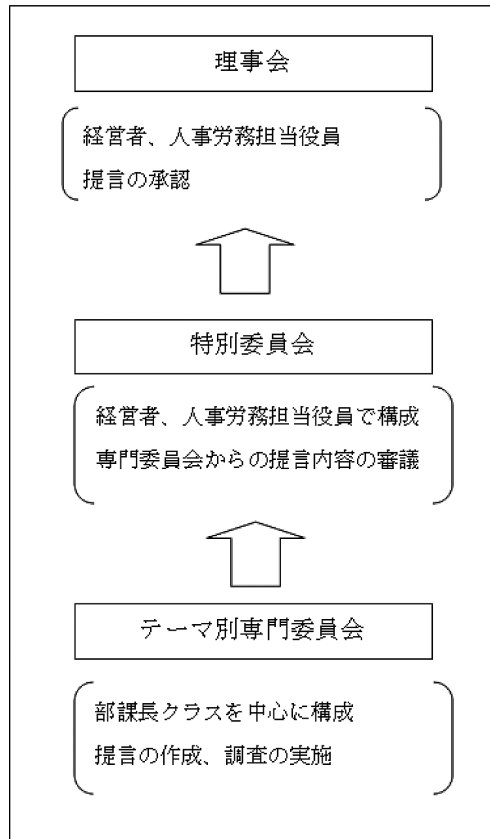 理事会
経営者、人事労務担当役員
提言の承認
特別委員会
経営者、人事労務担当役員で構成
専門委員会からの提言内容の審議
テーマ別専門委員会
部課長クラスを中心に構成
提言の作成、調査の実施